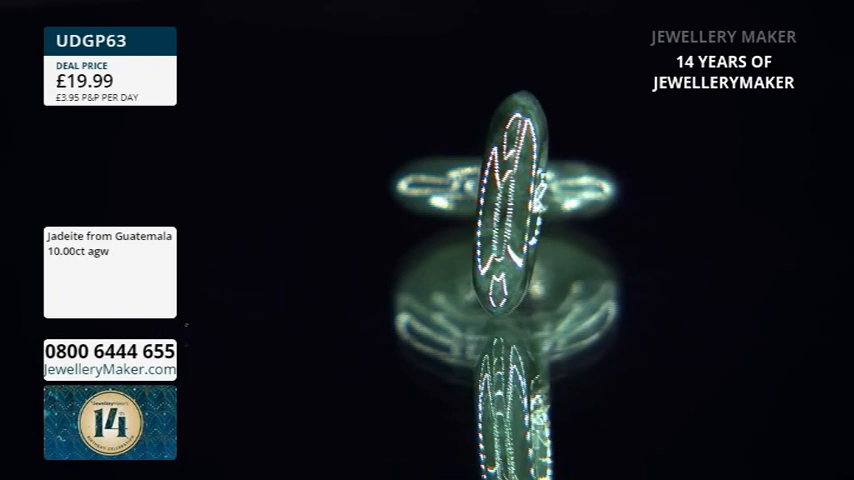 UDGP63
DEAL PRICE
£19.99
£3.95 P&P PER DAY
JEWELLERY MAKER
14 YEARS OF
JEWELLERYMAKER
Jadeite from Guatemala
10.00ct agw
0800 6444 655
JewelleryMaker.com
14